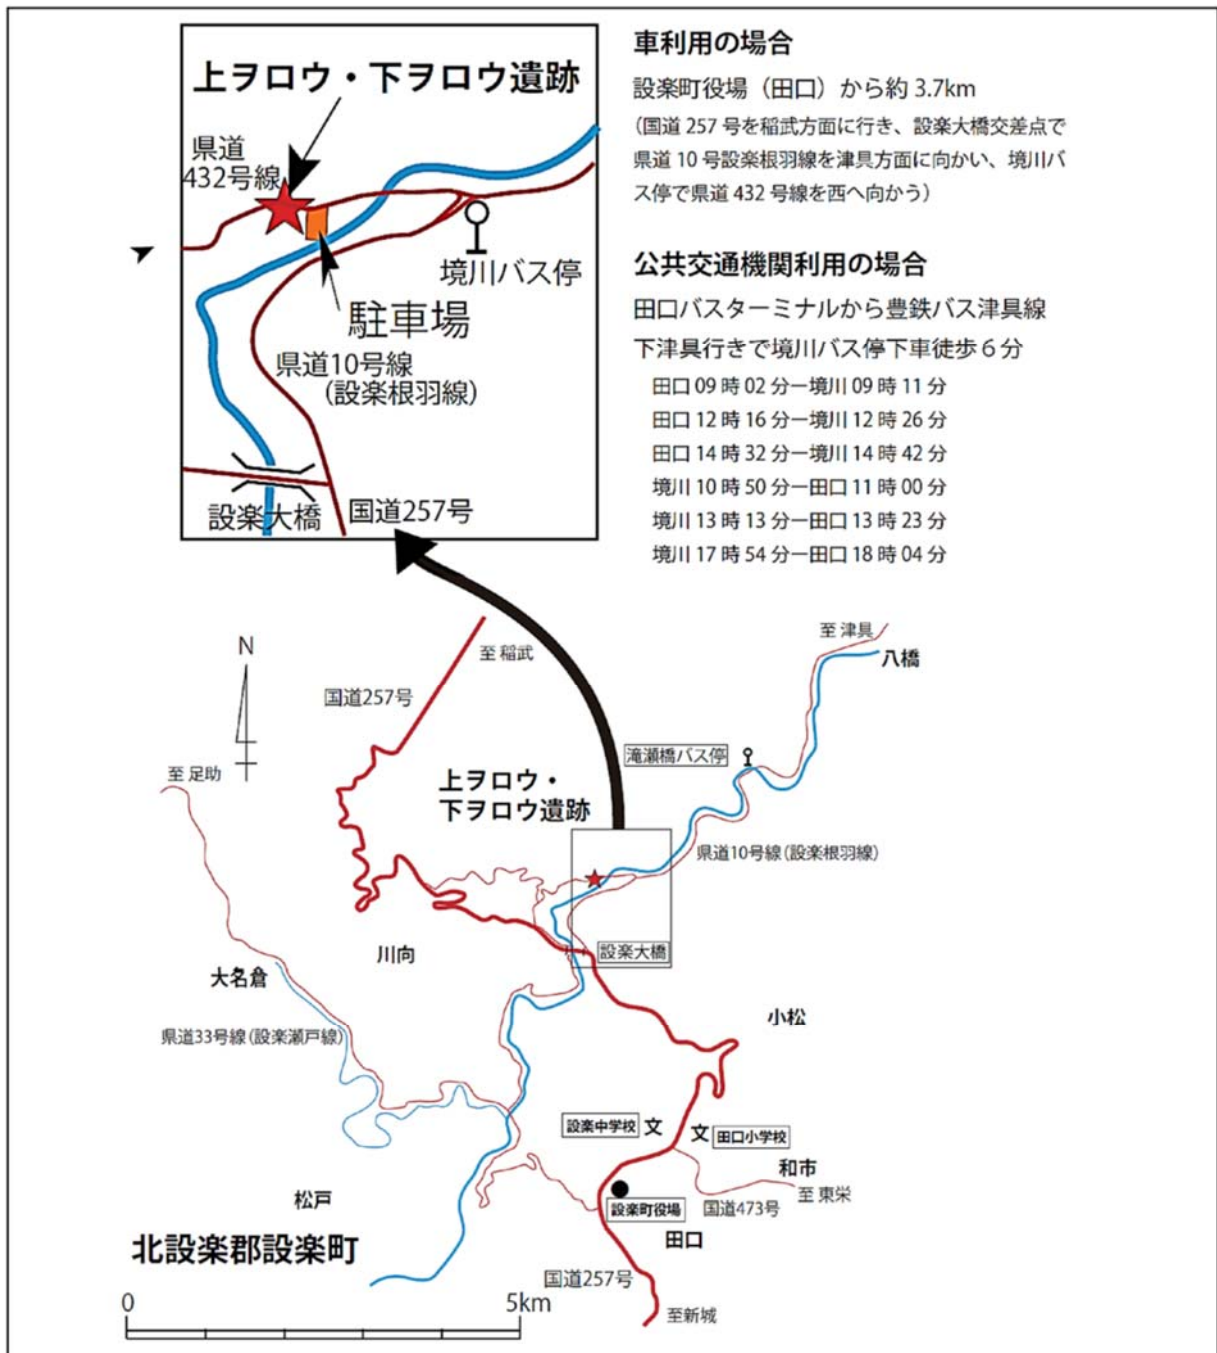 上ヲロウ・下ヲロウ遺跡
県道
432号線
境川バス停
駐車場
県道10号線
(設楽根羽線)
設楽大橋
国道257号
車利用の場合
設楽町役場（田口）から約 3.7km
（国道 257 号を稲武方面に行き、設楽大橋交差点で
県道 10 号設楽根羽線を津具方面に向かい、境川バ
ス停で県道 432 号線を西へ向かう）
公共交通機関利用の場合
田口バスターミナルから豊鉄バス津具線
下津具行きで境川バス停下車徒歩６分
田口 09 時 02 分ー境川 09 時 11 分
田口 12 時 16 分ー境川 12 時 26 分
田口 14 時 32 分ー境川 14 時 42 分
境川 10 時 50 分ー田口 11 時 00 分
境川 13 時 13 分ー田口 13 時 23 分
境川 17 時 54 分ー田口 18 時 04 分
N
至 稲武
国道257号
至 津具
八橋
滝瀬橋バス停
至 足助
上ヲロウ・
下ヲロウ遺跡
県道10号線(設楽根羽線)
川向
設楽大橋
大名倉
小松
県道33号線(設楽瀬戸線)
設楽中学校
文
文
田口小学校
和市
至 東栄
松戸
設楽町役場
国道473号
田口
北設楽郡設楽町
国道257号
至新城
0
5km